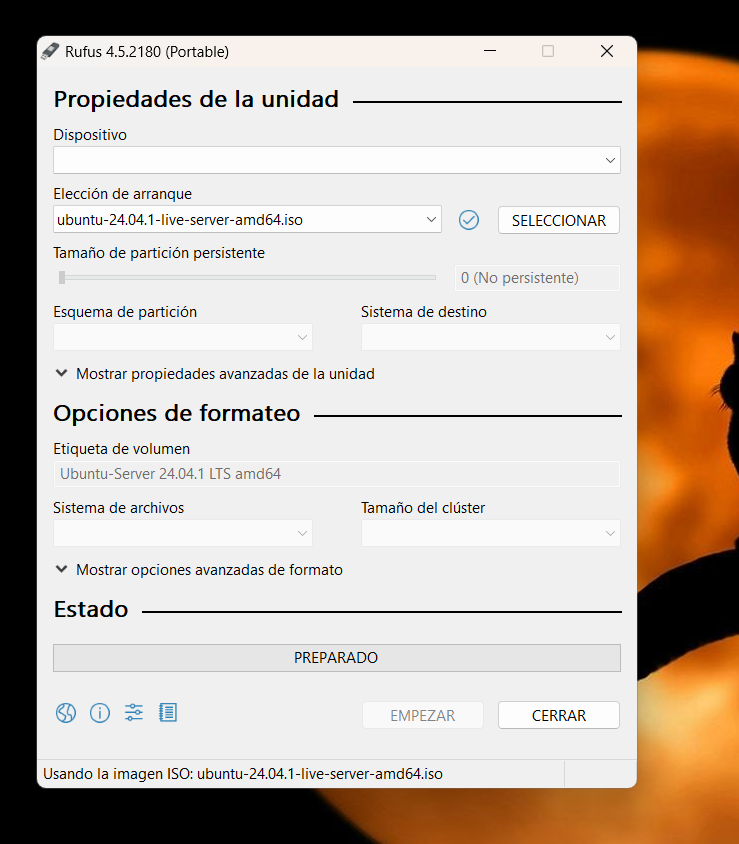 Rufus 4.5.2180 (Portable)
Propiedades de la unidad
Dispositivo
Elección de arranque
ubuntu-24.04.1-live-server-amd64.iso
SELECCIONAR
Tamaño de partición persistente
0 (No persistente)
Esquema de partición
Sistema de destino
Mostrar propiedades avanzadas de la unidad
Opciones de formateo
Etiqueta de volumen
Ubuntu-Server 24.04.1 LTS amd64
Sistema de archivos
Tamaño del clúster
Mostrar opciones avanzadas de formato
Estado
PREPARADO
EMPEZAR
CERRAR
Usando la imagen ISO: ubuntu-24.04.1-live-server-amd64.iso